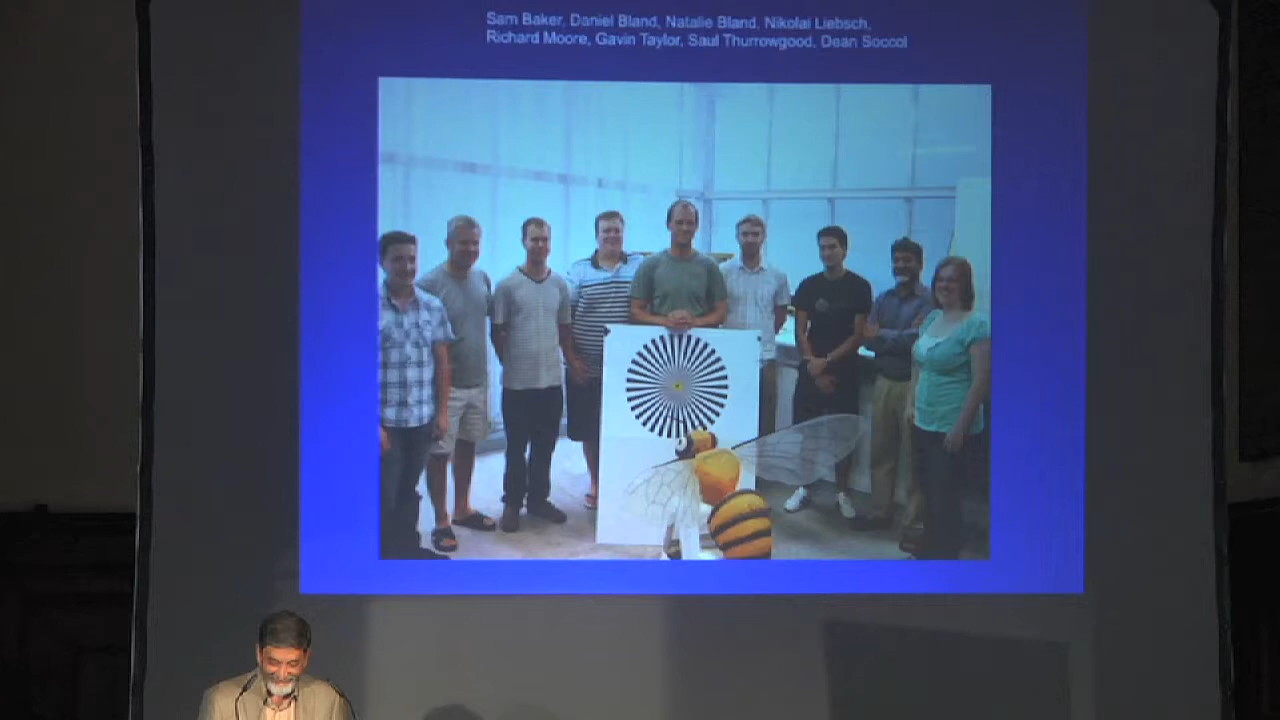 Sam Baker, Daniel Bland, Natalie Bland, Nikolai Liebsch,
Richard Moore, Gavin Taylor, Saul Thurrowgood, Dean Soccol